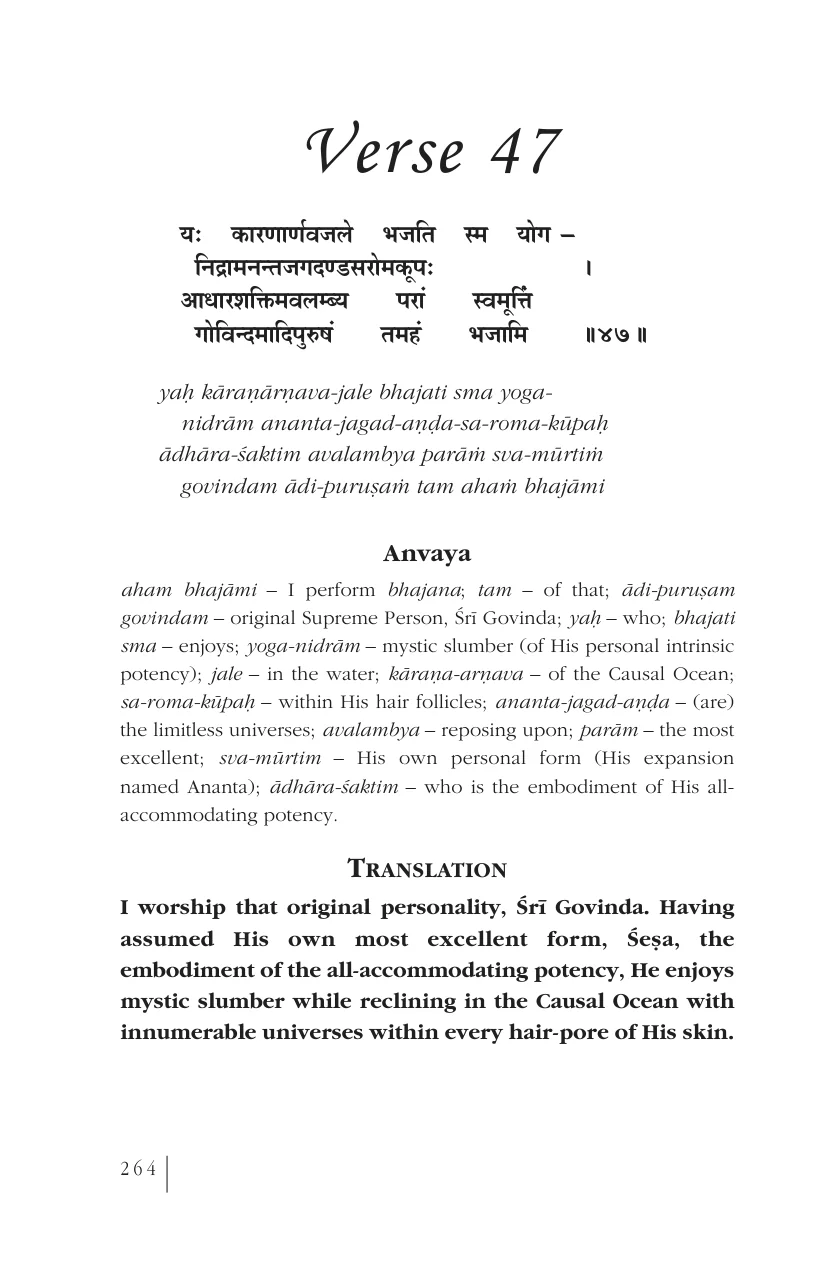 Verse 47
यः कारणार्णवजले भजति स्म योग –
निद्रामनन्तजगदण्डसरोमकूपः ।
आधारशक्तिमवलम्ब्य परां स्वमूर्त्तिं
गोविन्दमादिपुरुषं तमहं भजामि ॥४७॥
yaḥ kāraṇārṇava-jale bhajati sma yoga-
nidrām ananta-jagad-aṇḍa-sa-roma-kūpaḥ
ādhāra-śaktim avalambya parāṁ sva-mūrtiṁ
govindam ādi-puruṣaṁ tam ahaṁ bhajāmi
Anvaya
aham bhajāmi – I perform bhajana; tam – of that; ādi-puruṣam
govindam – original Supreme Person, Śrī Govinda; yaḥ – who; bhajati
sma – enjoys; yoga-nidrām – mystic slumber (of His personal intrinsic
potency); jale – in the water; kāraṇa-arṇava – of the Causal Ocean;
sa-roma-kūpaḥ – within His hair follicles; ananta-jagad-aṇḍa – (are)
the limitless universes; avalambya – reposing upon; parām – the most
excellent; sva-mūrtim – His own personal form (His expansion
named Ananta); ādhāra-śaktim – who is the embodiment of His all-
accommodating potency.
TRANSLATION
I worship that original personality, Śrī Govinda. Having
assumed His own most excellent form, Śeṣa, the
embodiment of the all-accommodating potency, He enjoys
mystic slumber while reclining in the Causal Ocean with
innumerable universes within every hair-pore of His skin.
264